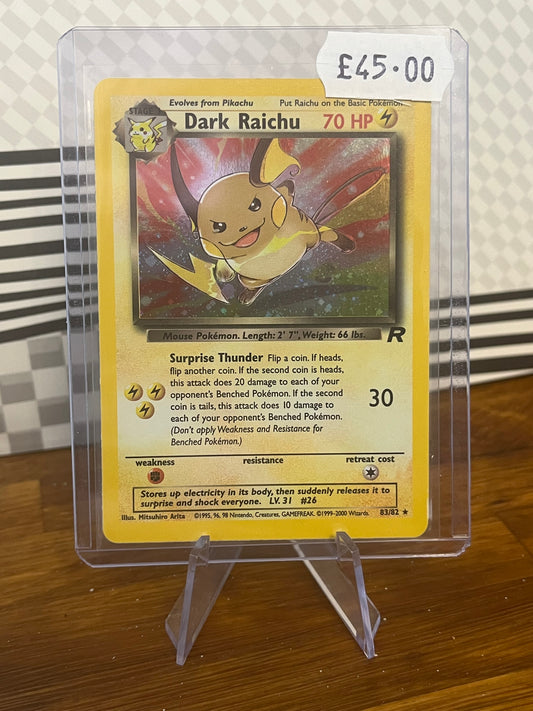 £45.00
Evolves from Pikachu Put Raichu on the Basic Pokémon
STAGE
Dark Raichu 70 HP
Mouse Pokémon. Length: 2' 7", Weight: 66 lbs.
R
Surprise Thunder Flip a coin. If heads,
flip another coin. If the second coin is heads,
this attack does 20 damage to each of your
opponent's Benched Pokémon. If the second
coin is tails, this attack does 10 damage to
each of your opponent's Benched Pokémon.
(Don't apply Weakness and Resistance for
Benched Pokémon.)
30
weakness resistance retreat cost
Stores up electricity in its body, then suddenly releases it to
surprise and shock everyone. LV. 31 #26
Illus. Mitsuhiro Arita ©1995, 96, 98 Nintendo, Creatures, GAMEFREAK. ©1999-2000 Wizards. 83/82 ★